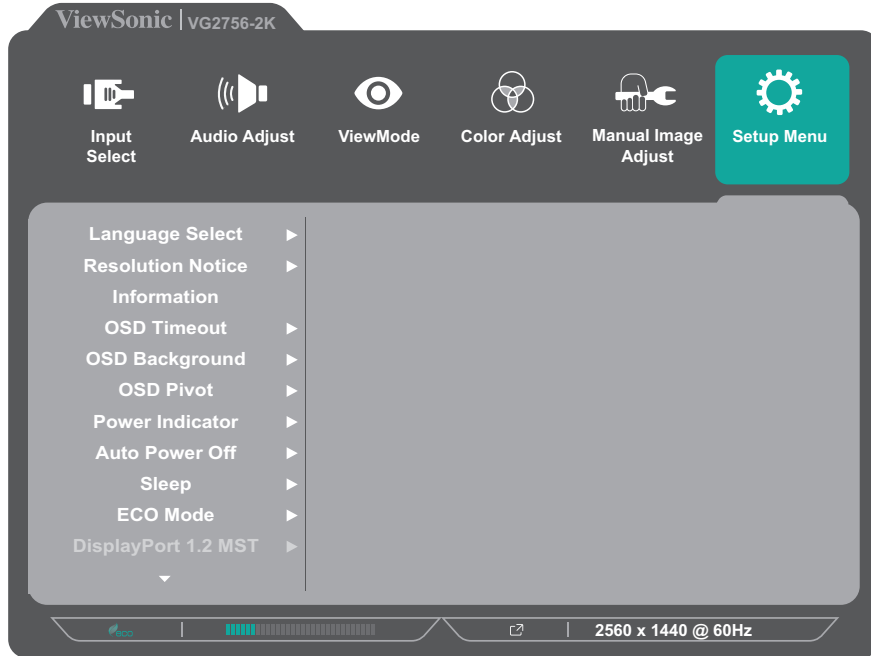 ViewSonic VG2756-2K
Input Select
Audio Adjust
ViewMode
Color Adjust
Manual Image Adjust
Setup Menu
Language Select
Resolution Notice
Information
OSD Timeout
OSD Background
OSD Pivot
Power Indicator
Auto Power Off
Sleep
ECO Mode
DisplayPort 1.2 MST
eco
2560 x 1440 @ 60Hz